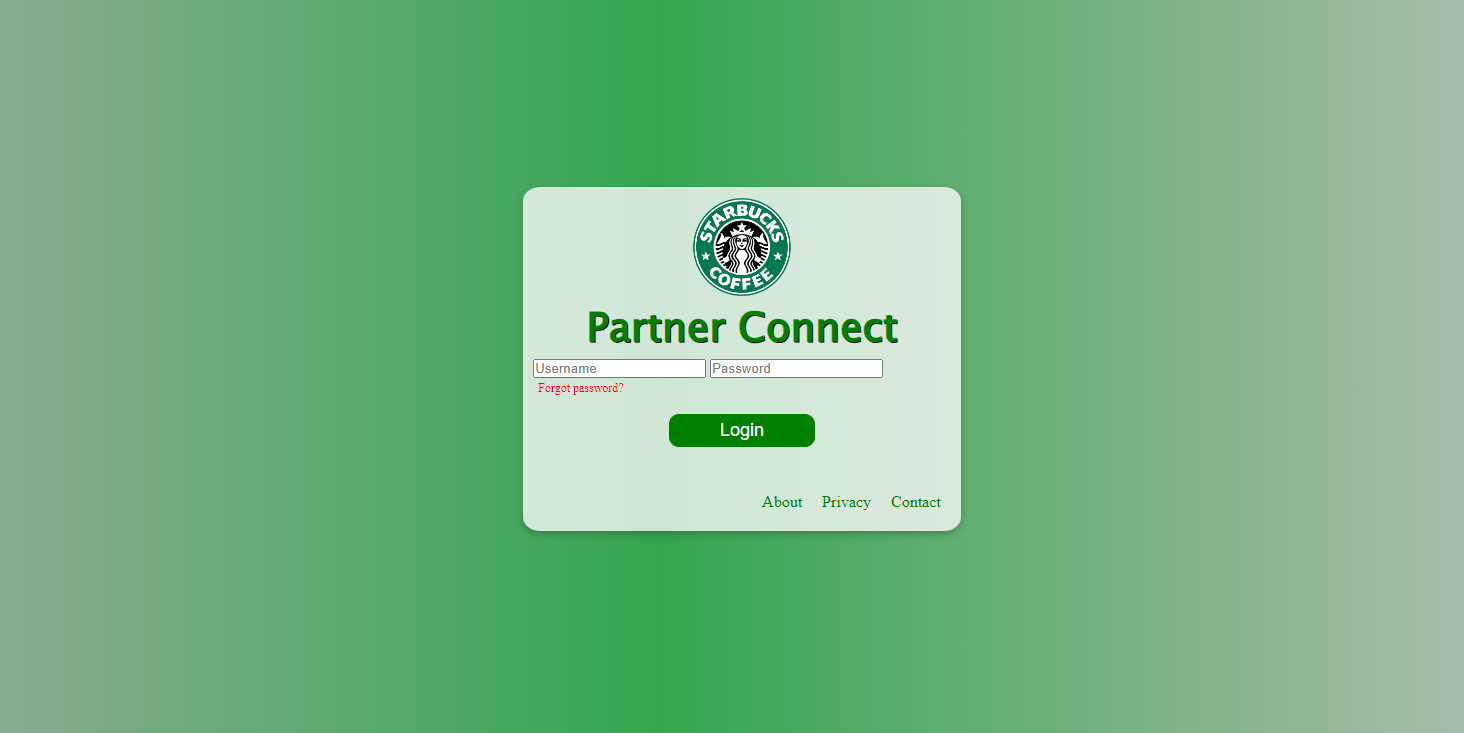 STARBUCKS
COFFEE
Partner Connect
Username Password
Forgot password?
Login
About Privacy Contact